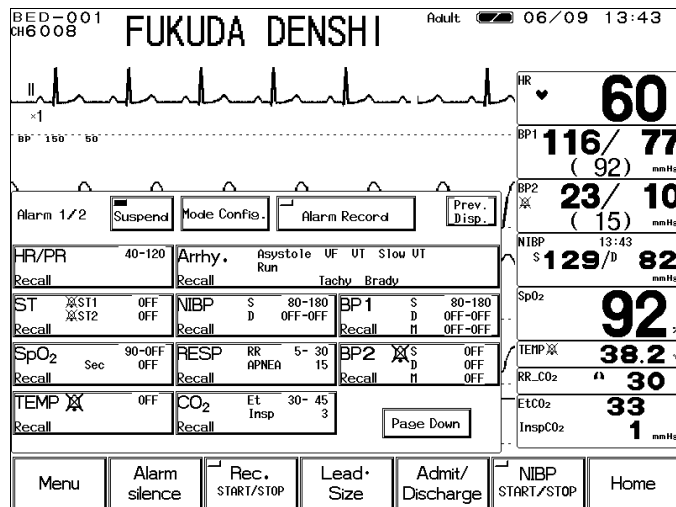 BED-001
CH6008
FUKUDA DENSHI
Adult
06/09 13:43
II
×1
BP 150 50
HR
60
BP1
116/ 77
(92) mmHg
BP2
23/ 10
(15) mmHg
NIBP 13:43
S 129/D 82
mmHg
SpO2
92
TEMP
38.2
RR_CO2
30
EtCO2
33
InspCO2
1 mmHg
Alarm 1/2
Suspend
Mode Config.
Alarm Record
Prev. Disp.
HR/PR 40-120
Recall
Arrhy. Asystole VF VT Slow VT
Run
Recall Tachy Brady
ST ST1 OFF
ST2 OFF
Recall
NIBP S 80-180
D OFF-OFF
Recall
BP1 S 80-180
D OFF-OFF
Recall M OFF-OFF
SpO2 90-OFF
Sec OFF
Recall
RESP RR 5- 30
APNEA 15
Recall
BP2 S OFF
D OFF
Recall M OFF
TEMP OFF
Recall
CO2 Et 30- 45
Insp 3
Recall
Page Down
Menu
Alarm silence
Rec. START/STOP
Lead· Size
Admit/ Discharge
NIBP START/STOP
Home